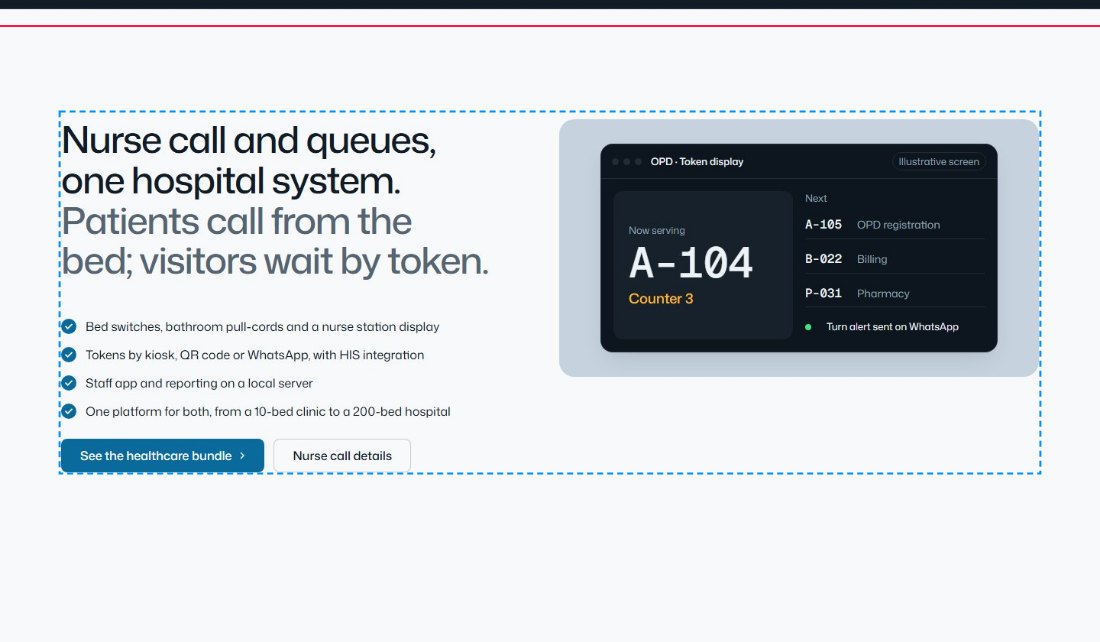 Nurse call and queues,
one hospital system.
Patients call from the
bed; visitors wait by token.
Bed switches, bathroom pull-cords and a nurse station display
Tokens by kiosk, QR code or WhatsApp, with HIS integration
Staff app and reporting on a local server
One platform for both, from a 10-bed clinic to a 200-bed hospital
See the healthcare bundle ›
Nurse call details
OPD · Token display
Illustrative screen
Now serving
A-104
Counter 3
Next
A-105 OPD registration
B-022 Billing
P-031 Pharmacy
Turn alert sent on WhatsApp